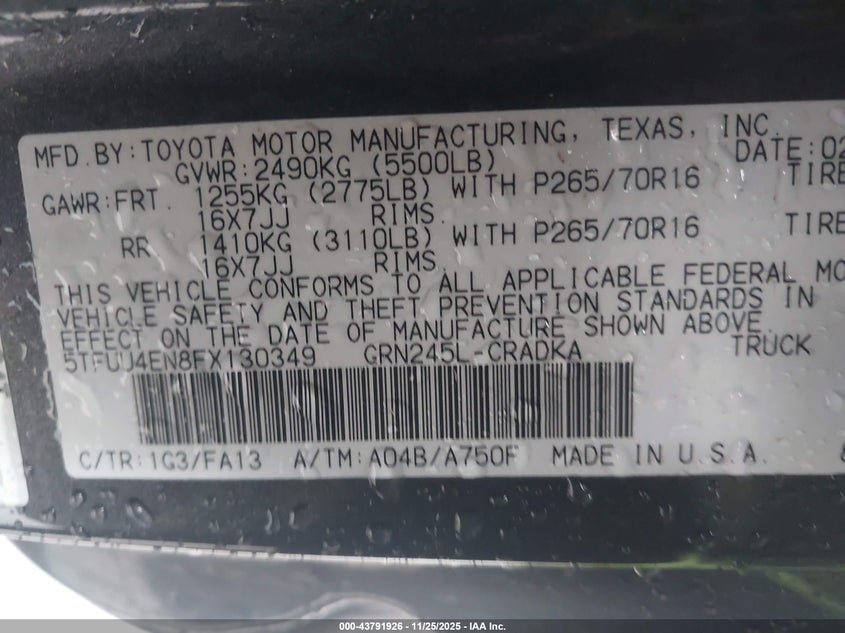 MFD. BY: TOYOTA MOTOR MANUFACTURING, TEXAS, INC.
GVWR: 2490KG (5500LB) DATE: 02
GAWR: FRT. 1255KG (2775LB) WITH P265/70R16 TIRE
16X7JJ RIMS.
RR 1410KG (3110LB) WITH P265/70R16 TIRE
16X7JJ RIMS.
THIS VEHICLE CONFORMS TO ALL APPLICABLE FEDERAL MO
VEHICLE SAFETY AND THEFT PREVENTION STANDARDS IN
EFFECT ON THE DATE OF MANUFACTURE SHOWN ABOVE.
5TFUU4EN8FX130349 GRN245L-CRADKA TRUCK
C/TR: 1G3/FA13 A/TM: A04B/A750F MADE IN U.S.A.
000-43791926 - 11/25/2025 - IAA Inc.